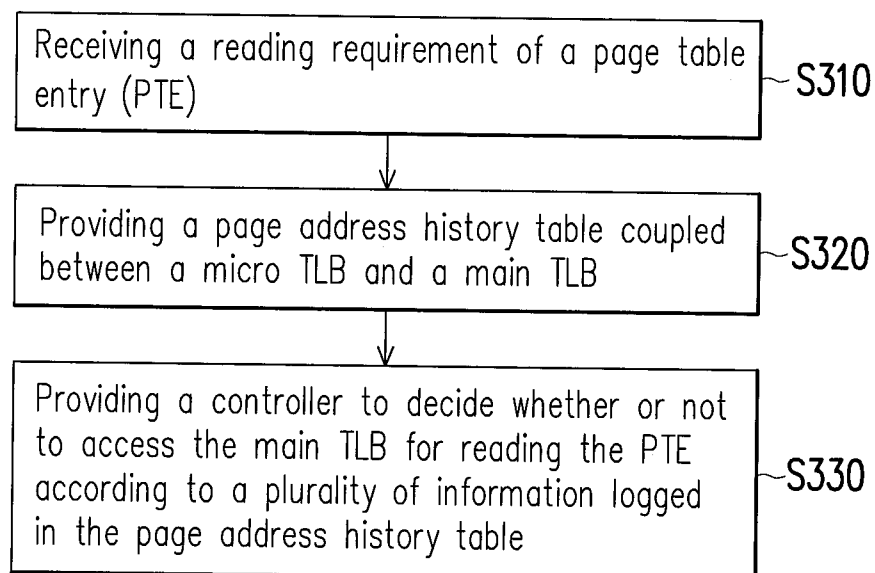 Receiving a reading requirement of a page table
entry (PTE)
S310
Providing a page address history table coupled
between a micro TLB and a main TLB
S320
Providing a controller to decide whether or not
to access the main TLB for reading the PTE
according to a plurality of information logged
in the page address history table
S330